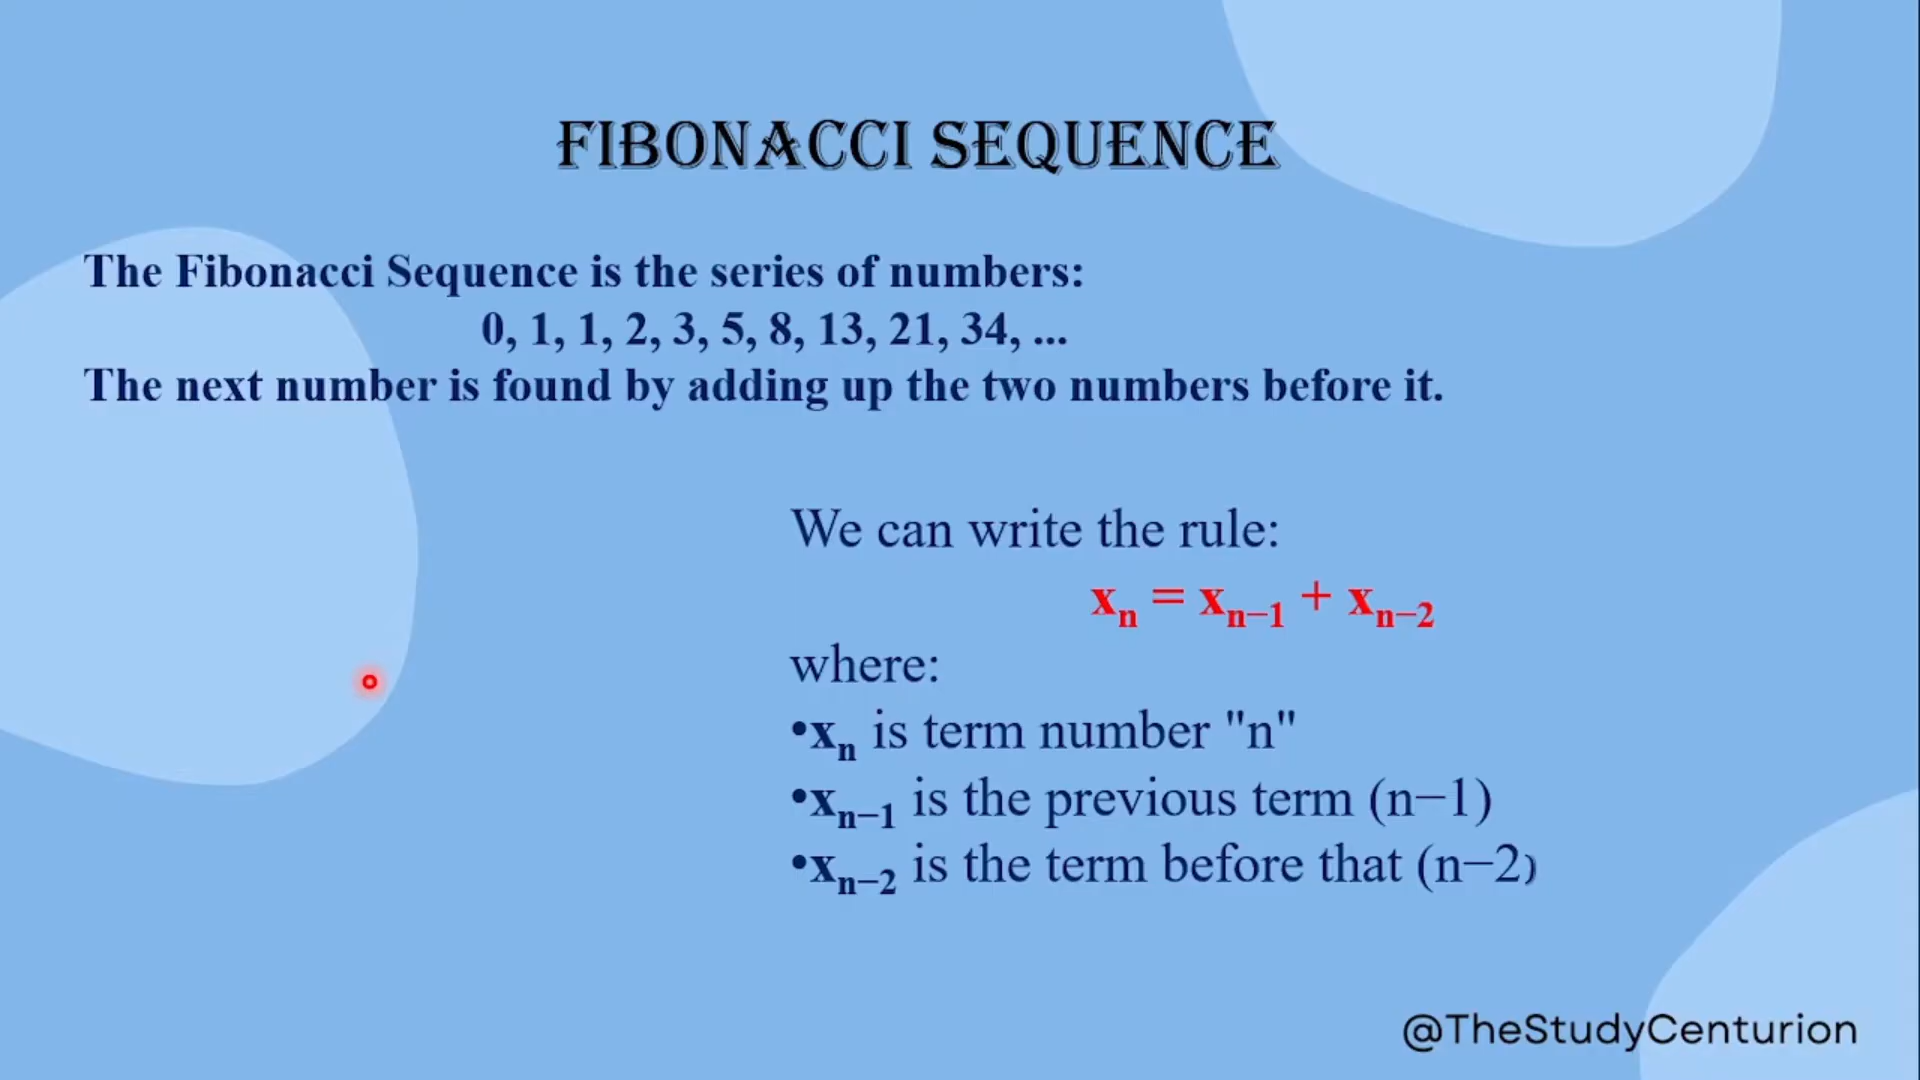 FIBONACCI SEQUENCE
The Fibonacci Sequence is the series of numbers:
0, 1, 1, 2, 3, 5, 8, 13, 21, 34, ...
The next number is found by adding up the two numbers before it.
We can write the rule:
xₙ = xₙ₋₁ + xₙ₋₂
where:
•xₙ is term number "n"
•xₙ₋₁ is the previous term (n−1)
•xₙ₋₂ is the term before that (n−2)
@TheStudyCenturion